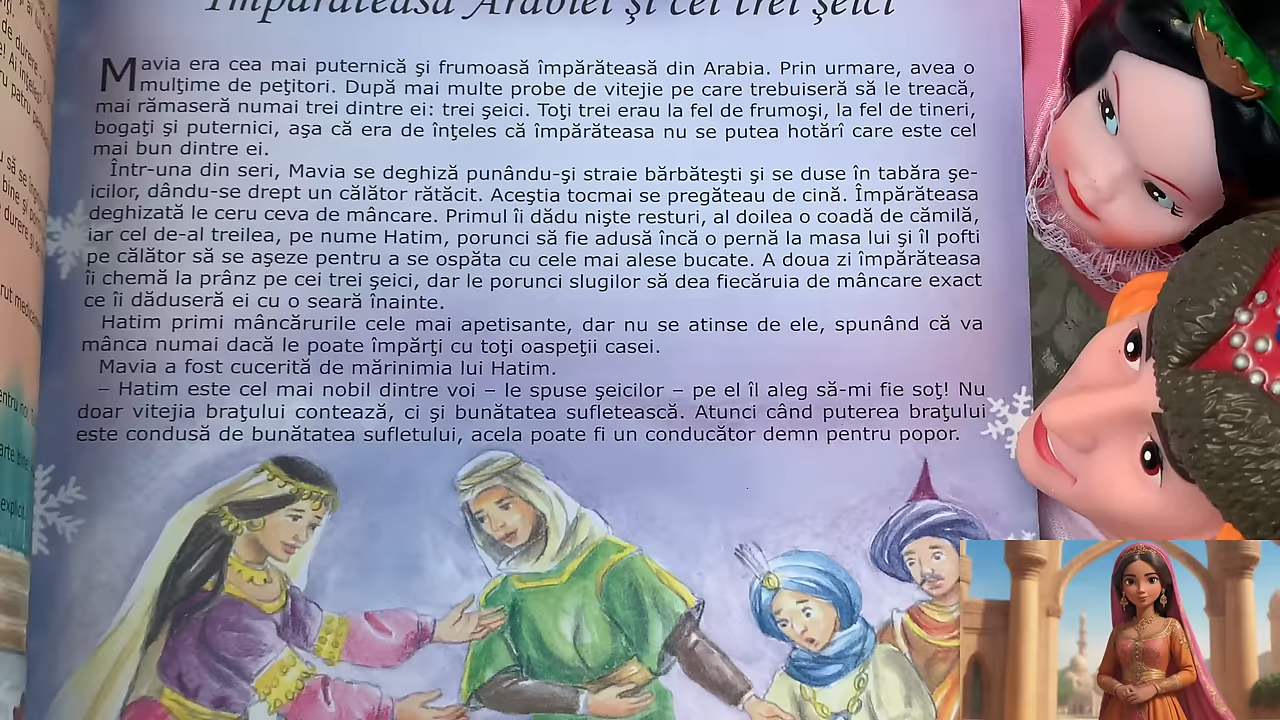 Împărăteasa Arabiei şi cei trei şeici
Mavia era cea mai puternică şi frumoasă împărăteasă din Arabia. Prin urmare, avea o
mulţime de peţitori. După mai multe probe de vitejie pe care trebuiseră să le treacă,
mai rămaseră numai trei dintre ei: trei şeici. Toţi trei erau la fel de frumoşi, la fel de tineri,
bogaţi şi puternici, aşa că era de înţeles că împărăteasa nu se putea hotărî care este cel
mai bun dintre ei.
Într-una din seri, Mavia se deghiză punându-şi straie bărbăteşti şi se duse în tabăra şe-
icilor, dându-se drept un călător rătăcit. Aceştia tocmai se pregăteau de cină. Împărăteasa
deghizată le ceru ceva de mâncare. Primul îi dădu nişte resturi, al doilea o coadă de cămilă,
iar cel de-al treilea, pe nume Hatim, porunci să fie adusă încă o pernă la masa lui şi îl pofti
pe călător să se aşeze pentru a se ospăta cu cele mai alese bucate. A doua zi împărăteasa
îi chemă la prânz pe cei trei şeici, dar le porunci slugilor să dea fiecăruia de mâncare exact
ce îi dăduseră ei cu o seară înainte.
Hatim primi mâncărurile cele mai apetisante, dar nu se atinse de ele, spunând că va
mânca numai dacă le poate împărţi cu toţi oaspeţii casei.
Mavia a fost cucerită de mărinimia lui Hatim.
– Hatim este cel mai nobil dintre voi – le spuse şeicilor – pe el îl aleg să-mi fie soţ! Nu
doar vitejia braţului contează, ci şi bunătatea sufletească. Atunci când puterea braţului
este condusă de bunătatea sufletului, acela poate fi un conducător demn pentru popor.